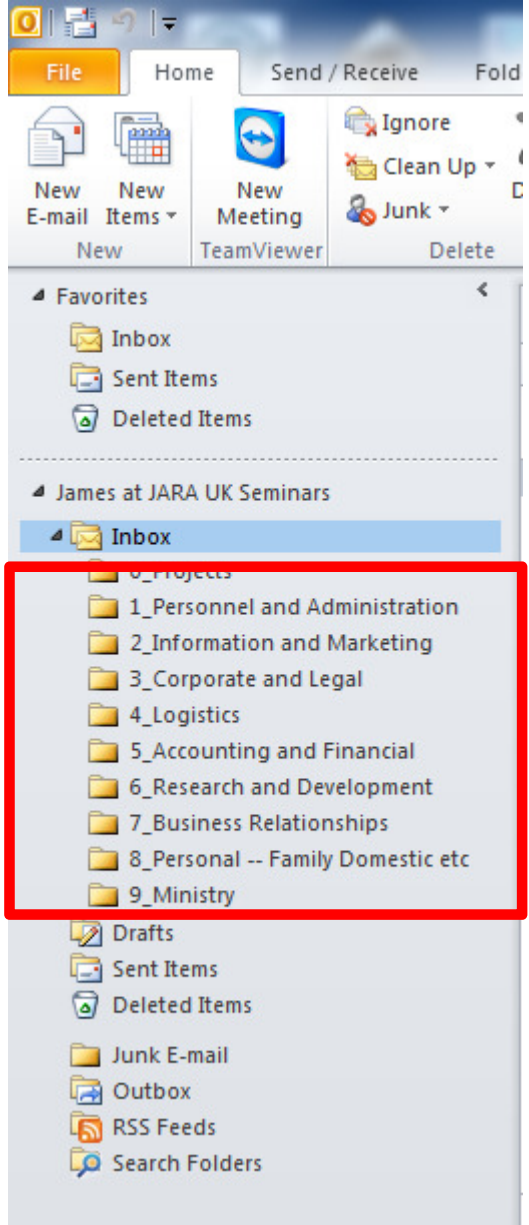 File Home Send / Receive Fold
New E-mail
New Items
New Meeting
Ignore
Clean Up
Junk
New TeamViewer Delete
Favorites
Inbox
Sent Items
Deleted Items
James at JARA UK Seminars
Inbox
0_Projects
1_Personnel and Administration
2_Information and Marketing
3_Corporate and Legal
4_Logistics
5_Accounting and Financial
6_Research and Development
7_Business Relationships
8_Personal -- Family Domestic etc
9_Ministry
Drafts
Sent Items
Deleted Items
Junk E-mail
Outbox
RSS Feeds
Search Folders